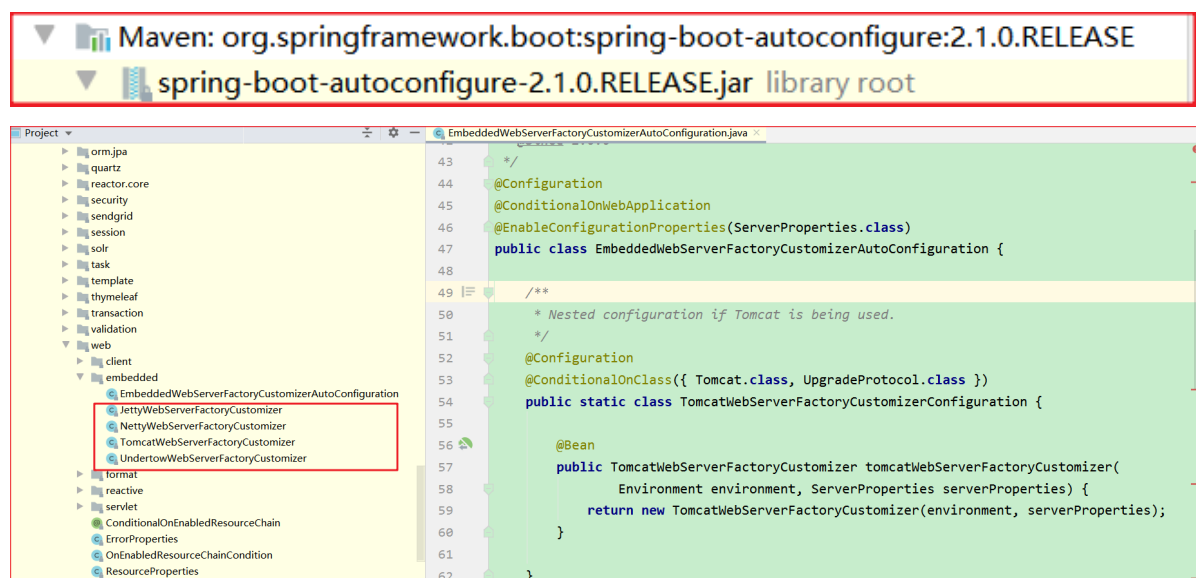 Maven: org.springframework.boot:spring-boot-autoconfigure:2.1.0.RELEASE
spring-boot-autoconfigure-2.1.0.RELEASE.jar library root
Project
orm.jpa
quartz
reactor.core
security
sendgrid
session
solr
task
template
thymeleaf
transaction
validation
web
client
embedded
EmbeddedWebServerFactoryCustomizerAutoConfiguration
JettyWebServerFactoryCustomizer
NettyWebServerFactoryCustomizer
TomcatWebServerFactoryCustomizer
UndertowWebServerFactoryCustomizer
format
reactive
servlet
ConditionalOnEnabledResourceChain
ErrorProperties
OnEnabledResourceChainCondition
ResourceProperties
EmbeddedWebServerFactoryCustomizerAutoConfiguration.java
43 */
44 @Configuration
45 @ConditionalOnWebApplication
46 @EnableConfigurationProperties(ServerProperties.class)
47 public class EmbeddedWebServerFactoryCustomizerAutoConfiguration {
48
49 /**
50 * Nested configuration if Tomcat is being used.
51 */
52 @Configuration
53 @ConditionalOnClass({ Tomcat.class, UpgradeProtocol.class })
54 public static class TomcatWebServerFactoryCustomizerConfiguration {
55
56 @Bean
57 public TomcatWebServerFactoryCustomizer tomcatWebServerFactoryCustomizer(
58 Environment environment, ServerProperties serverProperties) {
59 return new TomcatWebServerFactoryCustomizer(environment, serverProperties);
60 }
61
62 }